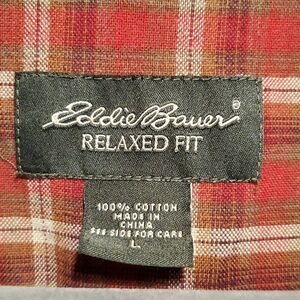 Eddie Bauer®
RELAXED FIT
100% COTTON
MADE IN
CHINA
SEE SIDE FOR CARE
L